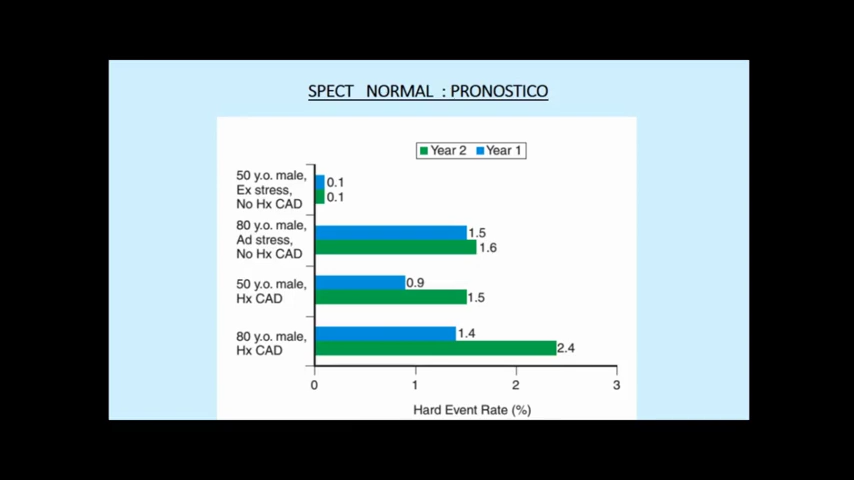 SPECT NORMAL : PRONOSTICO
Year 2 Year 1
50 y.o. male,
Ex stress,
No Hx CAD
0.1
0.1
80 y.o. male,
Ad stress,
No Hx CAD
1.5
1.6
50 y.o. male,
Hx CAD
0.9
1.5
80 y.o. male,
Hx CAD
1.4
2.4
0 1 2 3
Hard Event Rate (%)